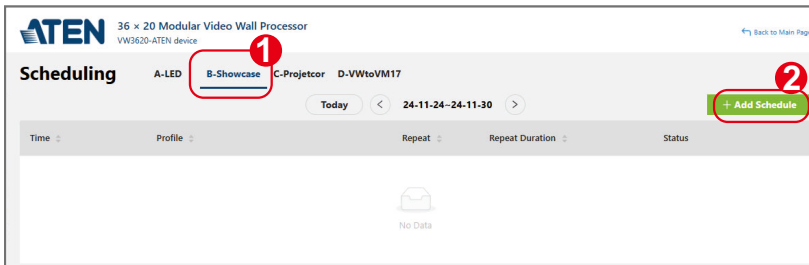 ATEN
36 × 20 Modular Video Wall Processor
VW3620-ATEN device
Back to Main Page
1
Scheduling A-LED B-Showcase C-Projetcor D-VWtoVM17
2
Today < 24-11-24~24-11-30 > + Add Schedule
Time Profile Repeat Repeat Duration Status
No Data